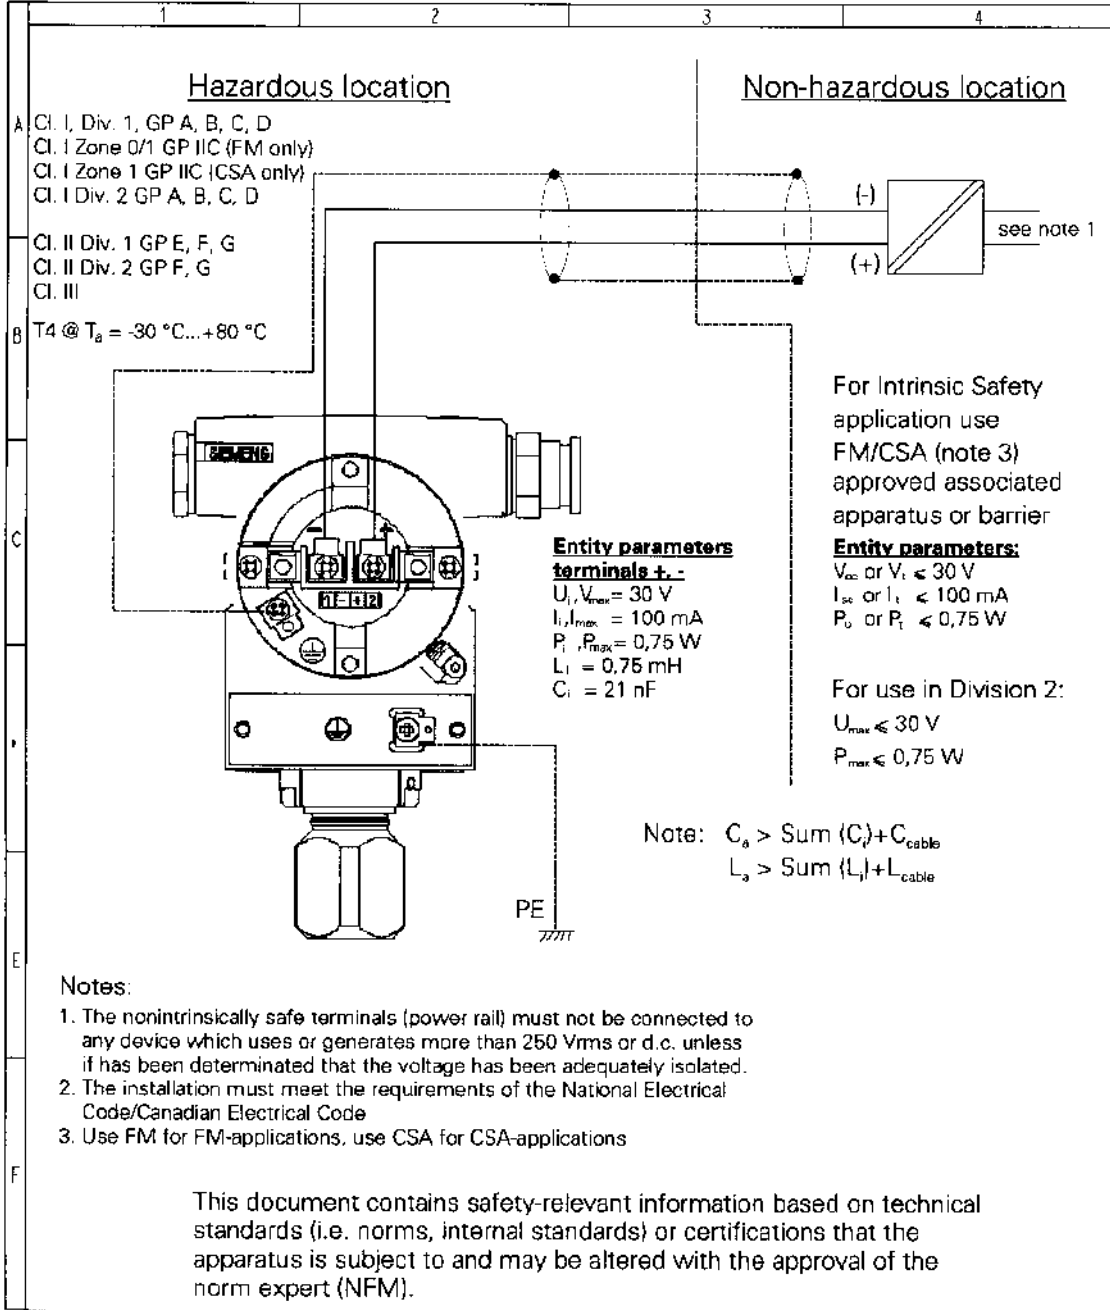 1 2 3 4
Hazardous location
Non-hazardous location
A
Cl. I, Div. 1, GP A, B, C, D
Cl. I Zone 0/1 GP IIC (FM only)
Cl. I Zone 1 GP IIC (CSA only)
Cl. I Div. 2 GP A, B, C, D
Cl. II Div. 1 GP E, F, G
Cl. II Div. 2 GP F, G
Cl. III
B
T4 @ Ta = -30 °C...+80 °C
(-)
(+)
see note 1
For Intrinsic Safety
application use
FM/CSA (note 3)
approved associated
apparatus or barrier
Entity parameters:
Voc or Vt ⩽ 30 V
Isc or It ⩽ 100 mA
Po or Pt ⩽ 0,75 W
For use in Division 2:
Umax ⩽ 30 V
Pmax ⩽ 0,75 W
SIEMENS
C
- +
1 - + 2
Entity parameters
terminals +, -
Ui,Vmax= 30 V
Ii,Imax = 100 mA
Pi ,Pmax= 0,75 W
Li = 0,75 mH
Ci = 21 nF
Note: Ca > Sum (Ci)+Ccable
La > Sum (Li)+Lcable
PE
E
Notes:
1. The nonintrinsically safe terminals (power rail) must not be connected to
any device which uses or generates more than 250 Vrms or d.c. unless
if has been determined that the voltage has been adequately isolated.
2. The installation must meet the requirements of the National Electrical
Code/Canadian Electrical Code
3. Use FM for FM-applications, use CSA for CSA-applications
F
This document contains safety-relevant information based on technical
standards (i.e. norms, internal standards) or certifications that the
apparatus is subject to and may be altered with the approval of the
norm expert (NFM).